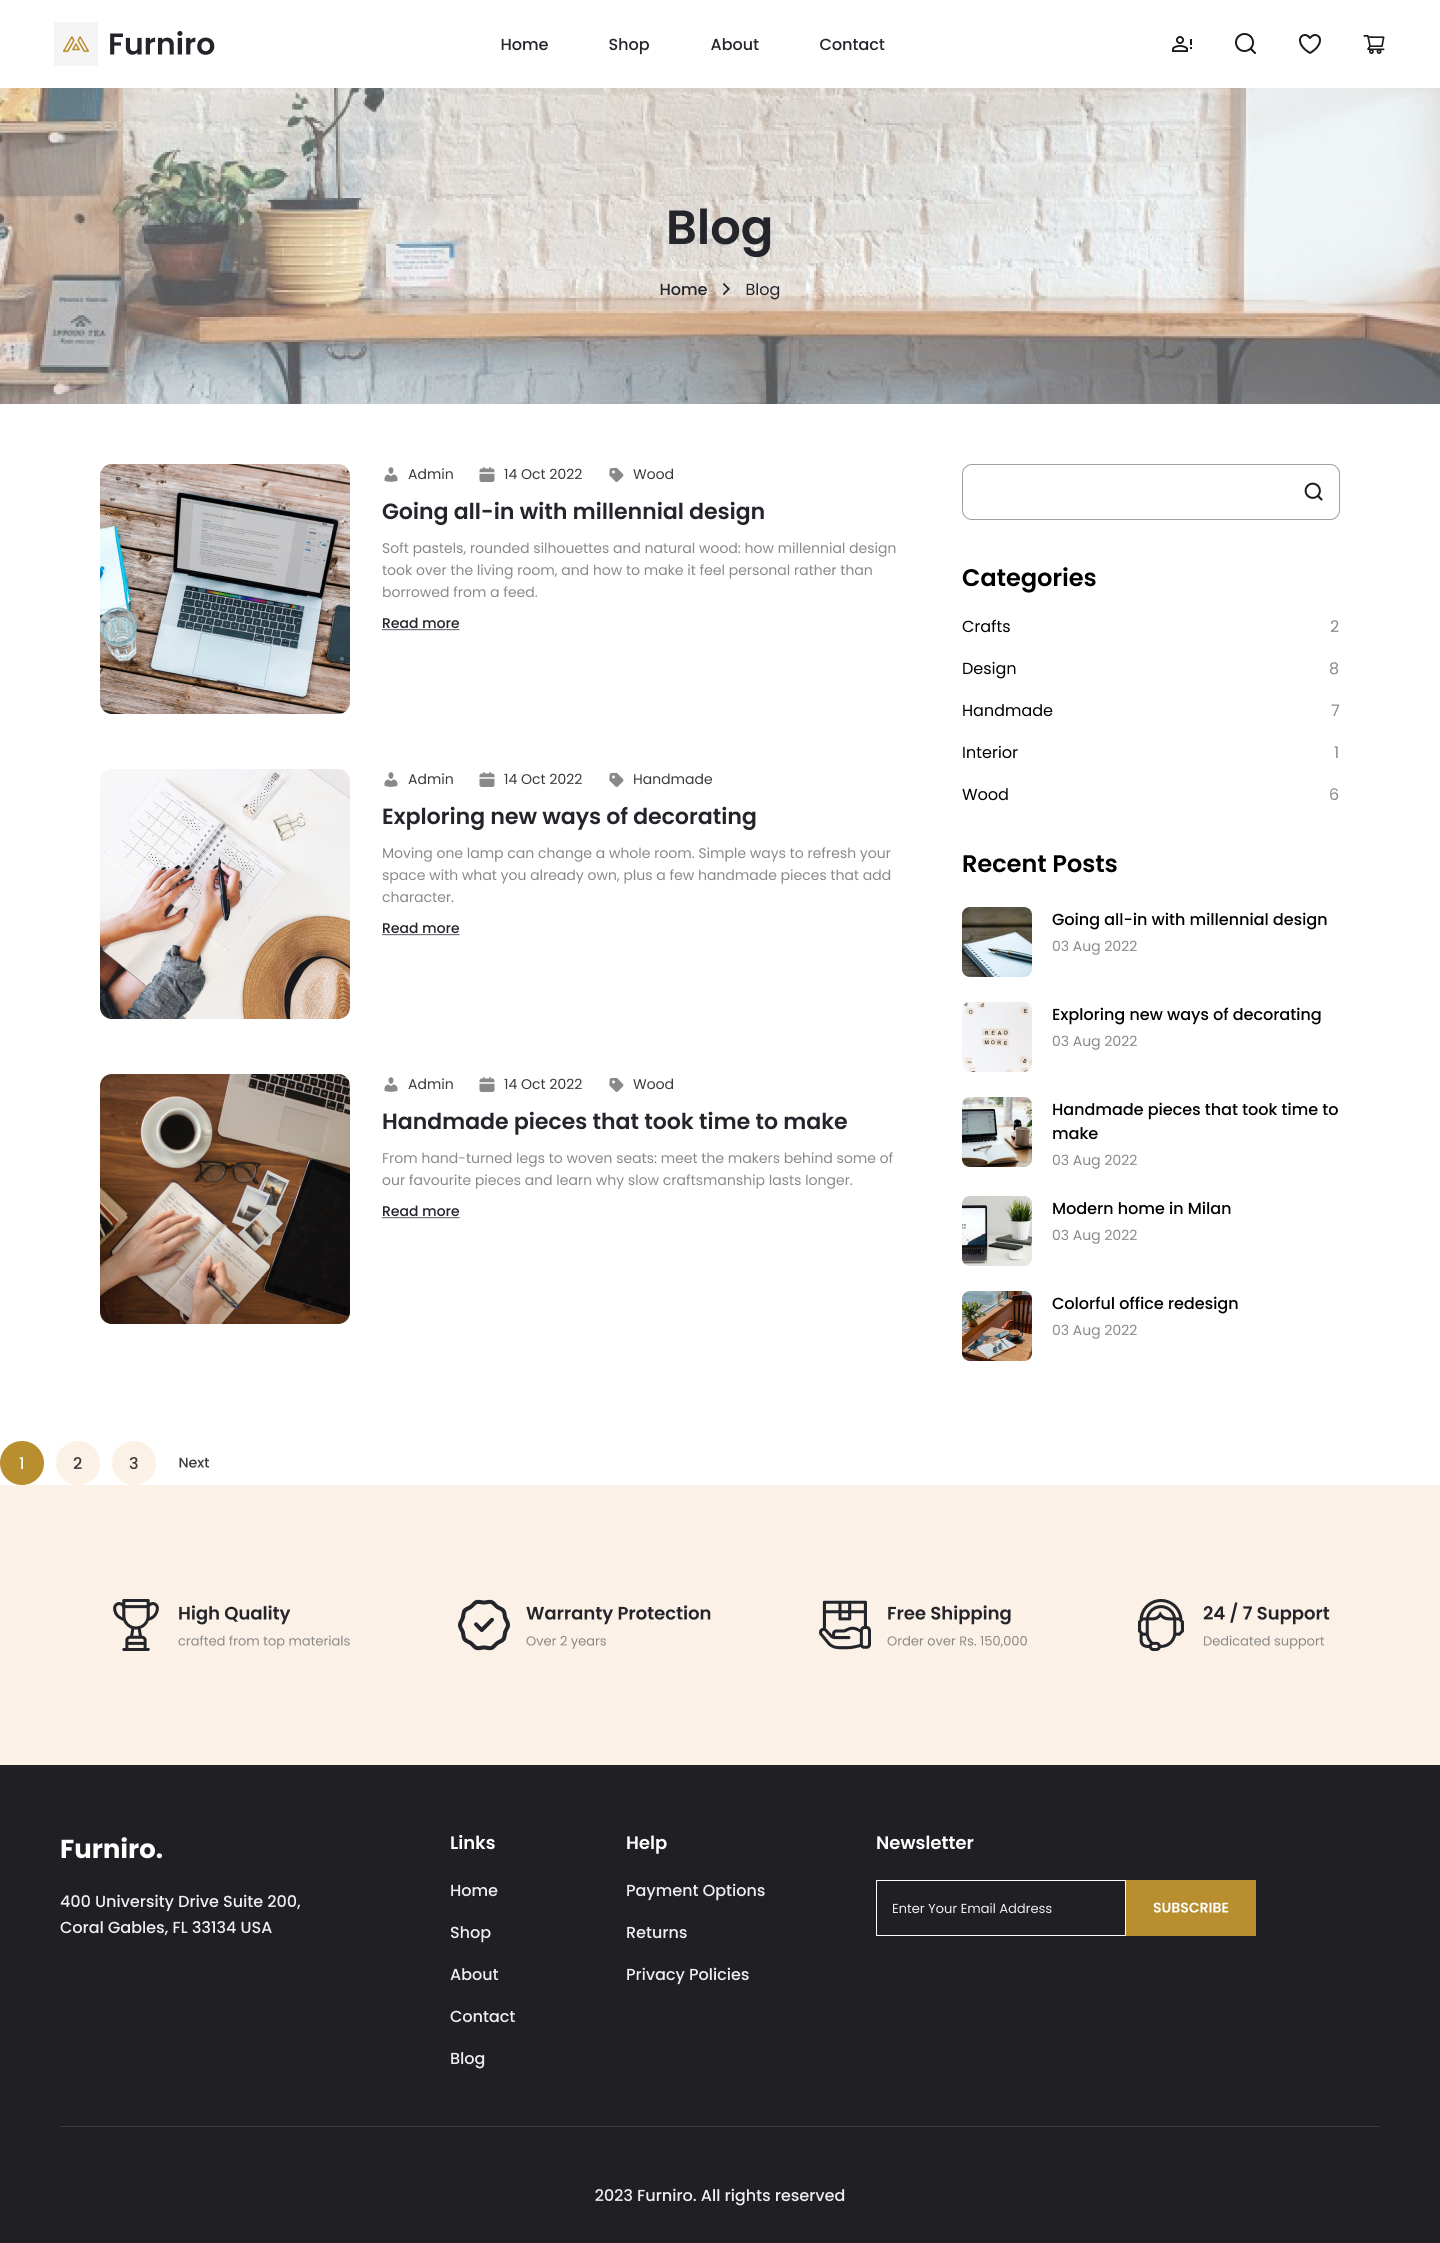 Furniro
Home
Shop
About
Contact
Blog
Home
Blog
IPPODO TEA
Admin
14 Oct 2022
Wood
Going all-in with millennial design
Soft pastels, rounded silhouettes and natural wood: how millennial design
took over the living room, and how to make it feel personal rather than
borrowed from a feed.
Read more
Admin
14 Oct 2022
Handmade
Exploring new ways of decorating
Moving one lamp can change a whole room. Simple ways to refresh your
space with what you already own, plus a few handmade pieces that add
character.
Read more
Admin
14 Oct 2022
Wood
Handmade pieces that took time to make
From hand-turned legs to woven seats: meet the makers behind some of
our favourite pieces and learn why slow craftsmanship lasts longer.
Read more
Categories
Crafts 2
Design 8
Handmade 7
Interior 1
Wood 6
Recent Posts
Going all-in with millennial design
03 Aug 2022
READ
MORE
Exploring new ways of decorating
03 Aug 2022
Handmade pieces that took time to
make
03 Aug 2022
Modern home in Milan
03 Aug 2022
Colorful office redesign
03 Aug 2022
1
2
3
Next
High Quality
crafted from top materials
Warranty Protection
Over 2 years
Free Shipping
Order over Rs. 150,000
24 / 7 Support
Dedicated support
Furniro.
400 University Drive Suite 200,
Coral Gables, FL 33134 USA
Links
Home
Shop
About
Contact
Blog
Help
Payment Options
Returns
Privacy Policies
Newsletter
Enter Your Email Address
SUBSCRIBE
2023 Furniro. All rights reserved